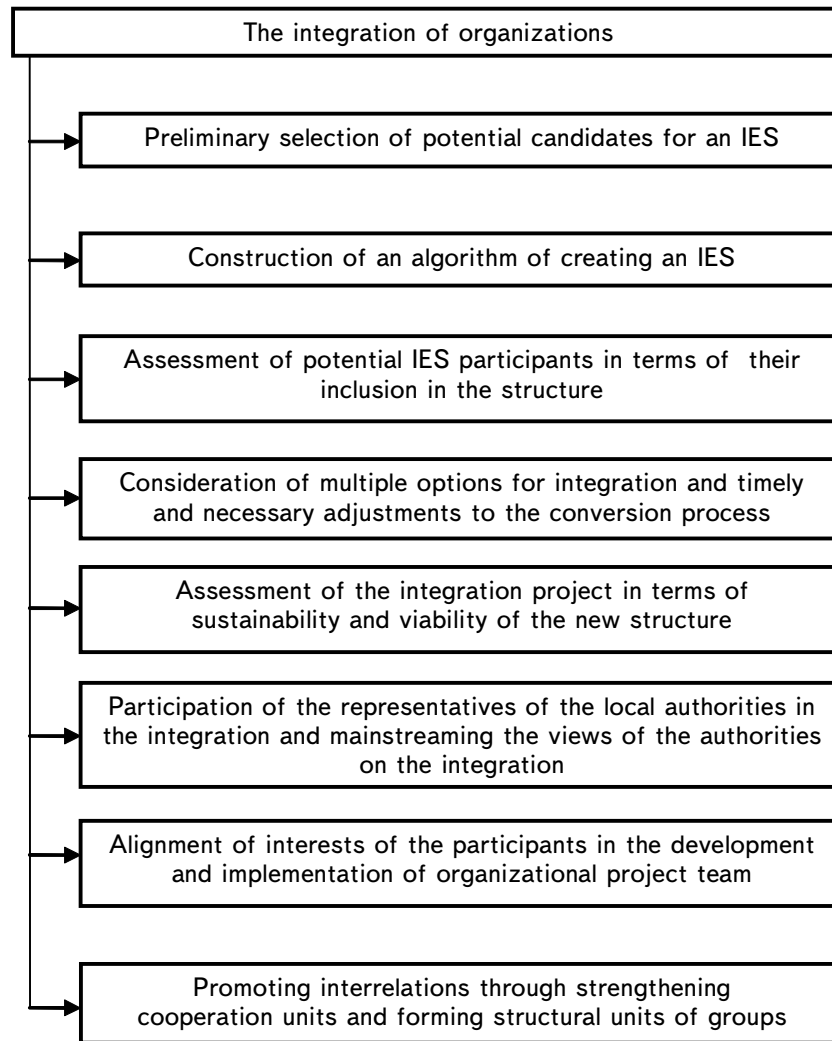 The integration of organizations
Preliminary selection of potential candidates for an IES
Construction of an algorithm of creating an IES
Assessment of potential IES participants in terms of  their
inclusion in the structure
Consideration of multiple options for integration and timely
and necessary adjustments to the conversion process
Assessment of the integration project in terms of
sustainability and viability of the new structure
Participation of the representatives of the local authorities in
the integration and mainstreaming the views of the authorities
on the integration
Alignment of interests of the participants in the development
and implementation of organizational project team
Promoting interrelations through strengthening
cooperation units and forming structural units of groups